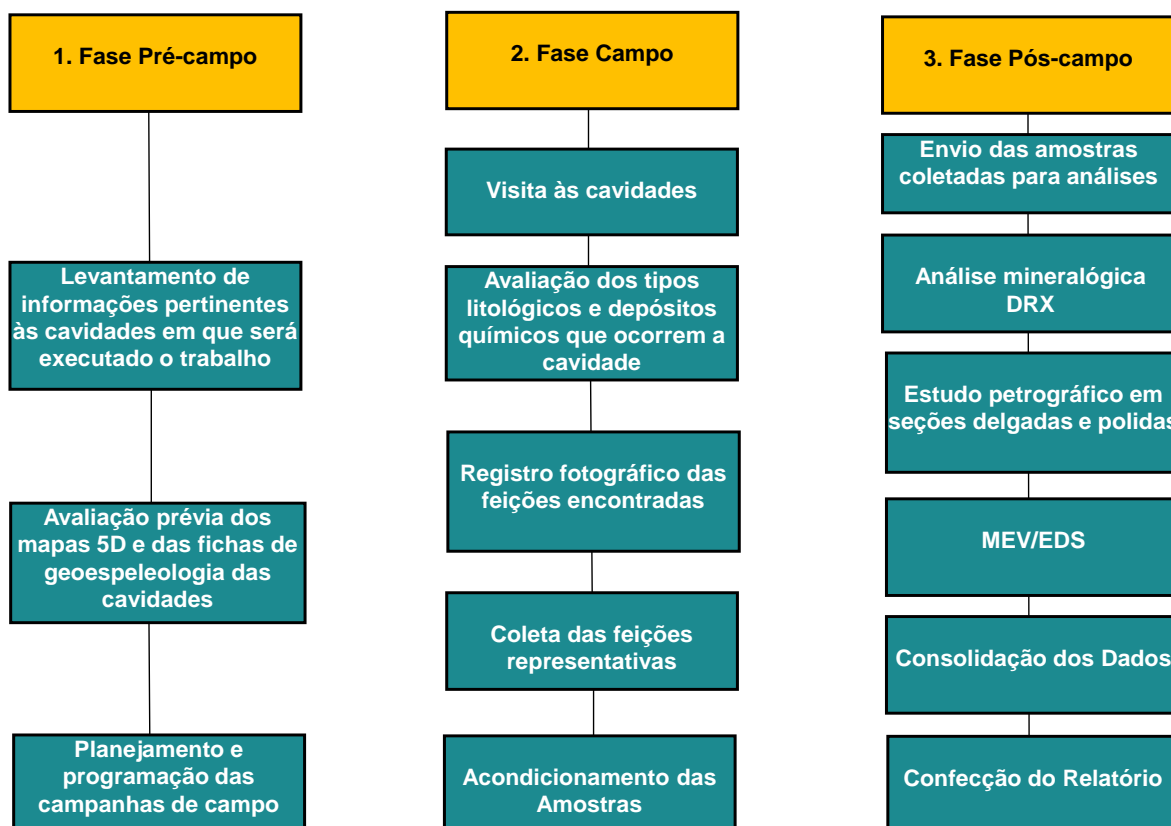 1. Fase Pré-campo
Levantamento de
informações pertinentes
às cavidades em que será
executado o trabalho
Avaliação prévia dos
mapas 5D e das fichas de
geoespeleologia das
cavidades
Planejamento e
programação das
campanhas de campo
2. Fase Campo
Visita às cavidades
Avaliação dos tipos
litológicos e depósitos
químicos que ocorrem a
cavidade
Registro fotográfico das
feições encontradas
Coleta das feições
representativas
Acondicionamento das
Amostras
3. Fase Pós-campo
Envio das amostras
coletadas para análises
Análise mineralógica
DRX
Estudo petrográfico em
seções delgadas e polidas
MEV/EDS
Consolidação dos Dados
Confecção do Relatório